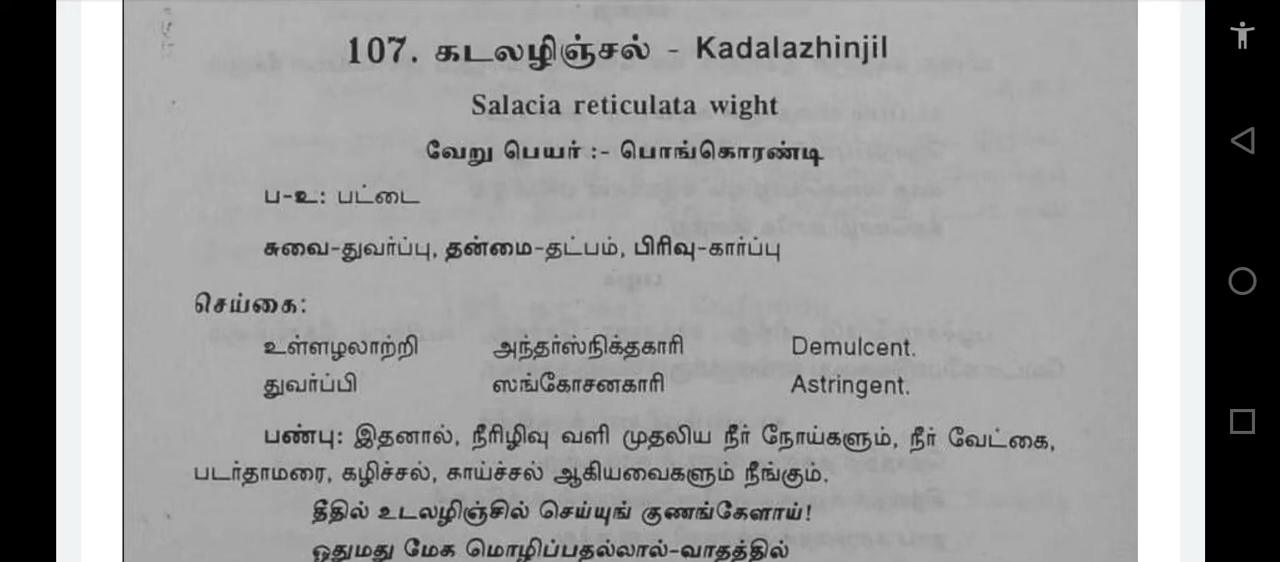 107. கடலழிஞ்சல் - Kadalazhinjil
Salacia reticulata wight
வேறு பெயர் :- பொங்கொரண்டி
ப-உ: பட்டை
சுவை-துவர்ப்பு, தன்மை-தட்பம், பிரிவு-கார்ப்பு
செய்கை:
உள்ளழலாற்றி அந்தர்ஸ்நிக்தகாரி Demulcent.
துவர்ப்பி ஸங்கோசனகாரி Astringent.
பண்பு: இதனால், நீரிழிவு வளி முதலிய நீர் நோய்களும், நீர் வேட்கை,
படர்தாமரை, கழிச்சல், காய்ச்சல் ஆகியவைகளும் நீங்கும்.
தீதில் உடலழிஞ்சில் செய்யுங் குணங்கேளாய்!
ஒதுமது மேக மொழிப்பதல்லால்-வாதத்தில்